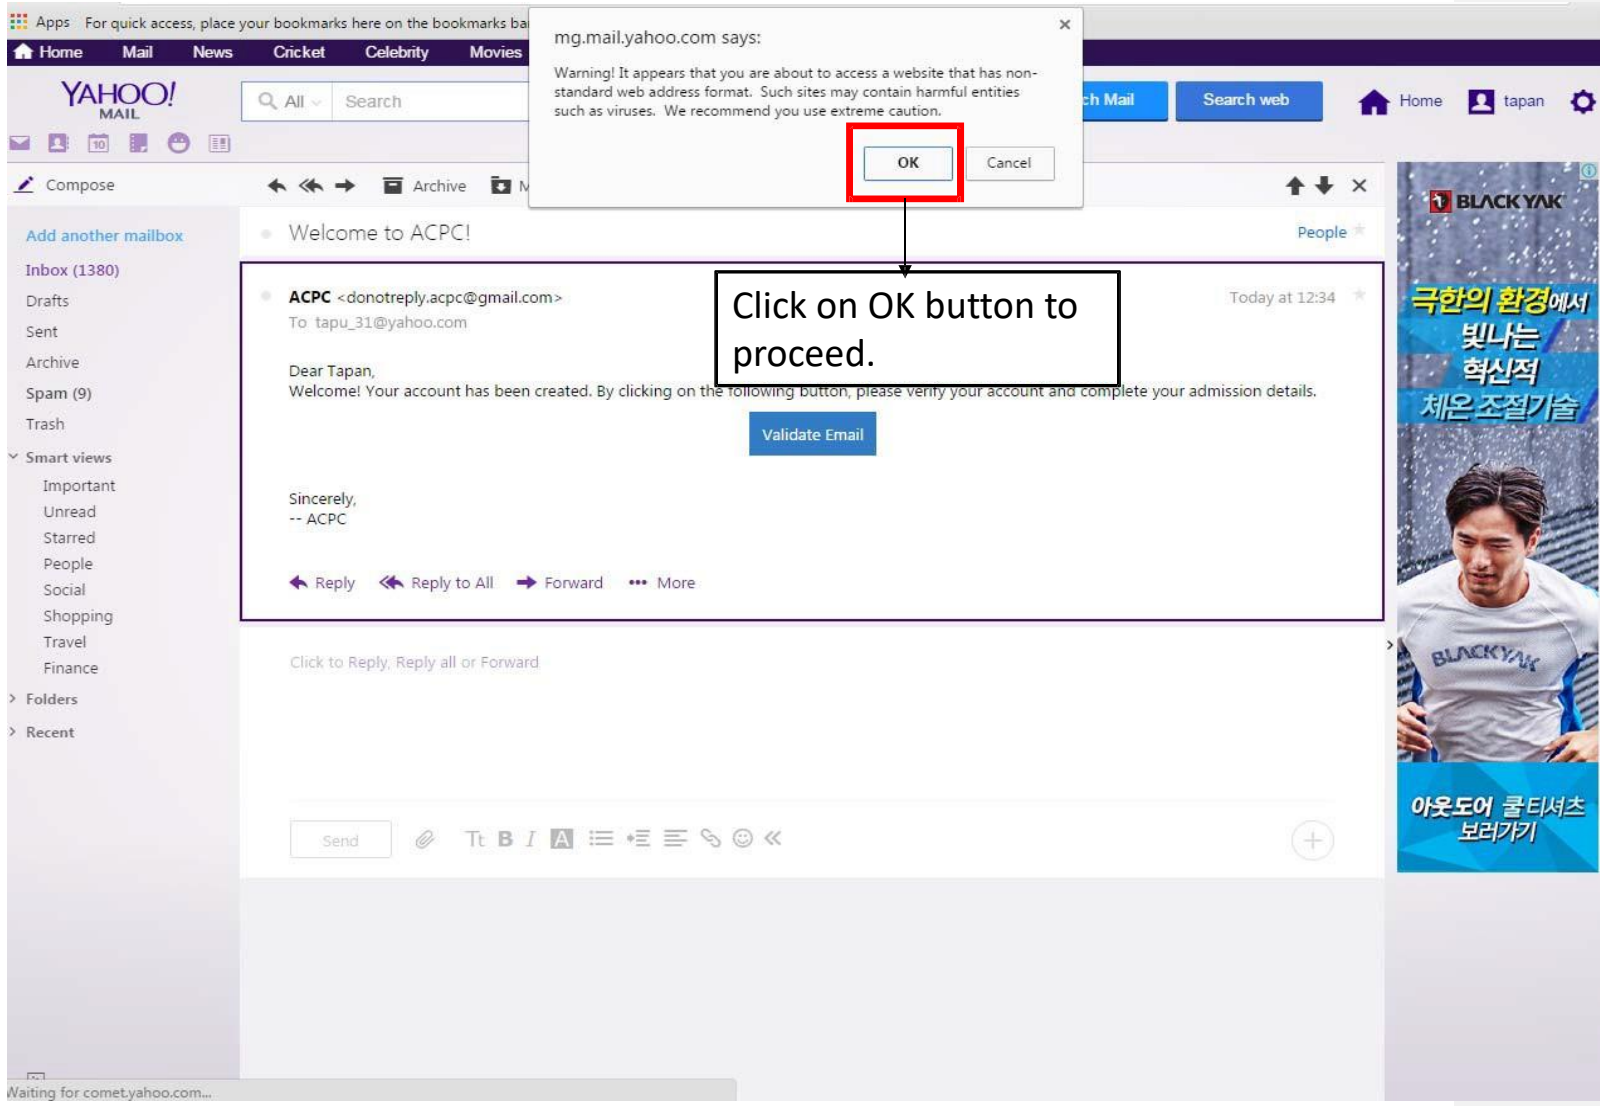 Apps For quick access, place your bookmarks here on the bookmarks ba
Home Mail News Cricket Celebrity Movies
mg.mail.yahoo.com says:
Warning! It appears that you are about to access a website that has non-
standard web address format. Such sites may contain harmful entities
such as viruses. We recommend you use extreme caution.
OK Cancel
YAHOO!
MAIL
All Search
ch Mail Search web Home tapan
10
Compose
Archive M
Click on OK button to
proceed.
Add another mailbox
Inbox (1380)
Drafts
Sent
Archive
Spam (9)
Trash
Smart views
Important
Unread
Starred
People
Social
Shopping
Travel
Finance
Folders
Recent
Welcome to ACPC! People
ACPC <donotreply.acpc@gmail.com> Today at 12:34
To tapu_31@yahoo.com
Dear Tapan,
Welcome! Your account has been created. By clicking on the following button, please verify your account and complete your admission details.
Validate Email
Sincerely,
-- ACPC
Reply Reply to All Forward More
Click to Reply, Reply all or Forward
Send Tt B I A
BLACK YAK
극한의 환경에서
빛나는
혁신적
체온 조절기술
BLACKYAK
아웃도어 쿨티셔츠
보러가기
Waiting for comet.yahoo.com...